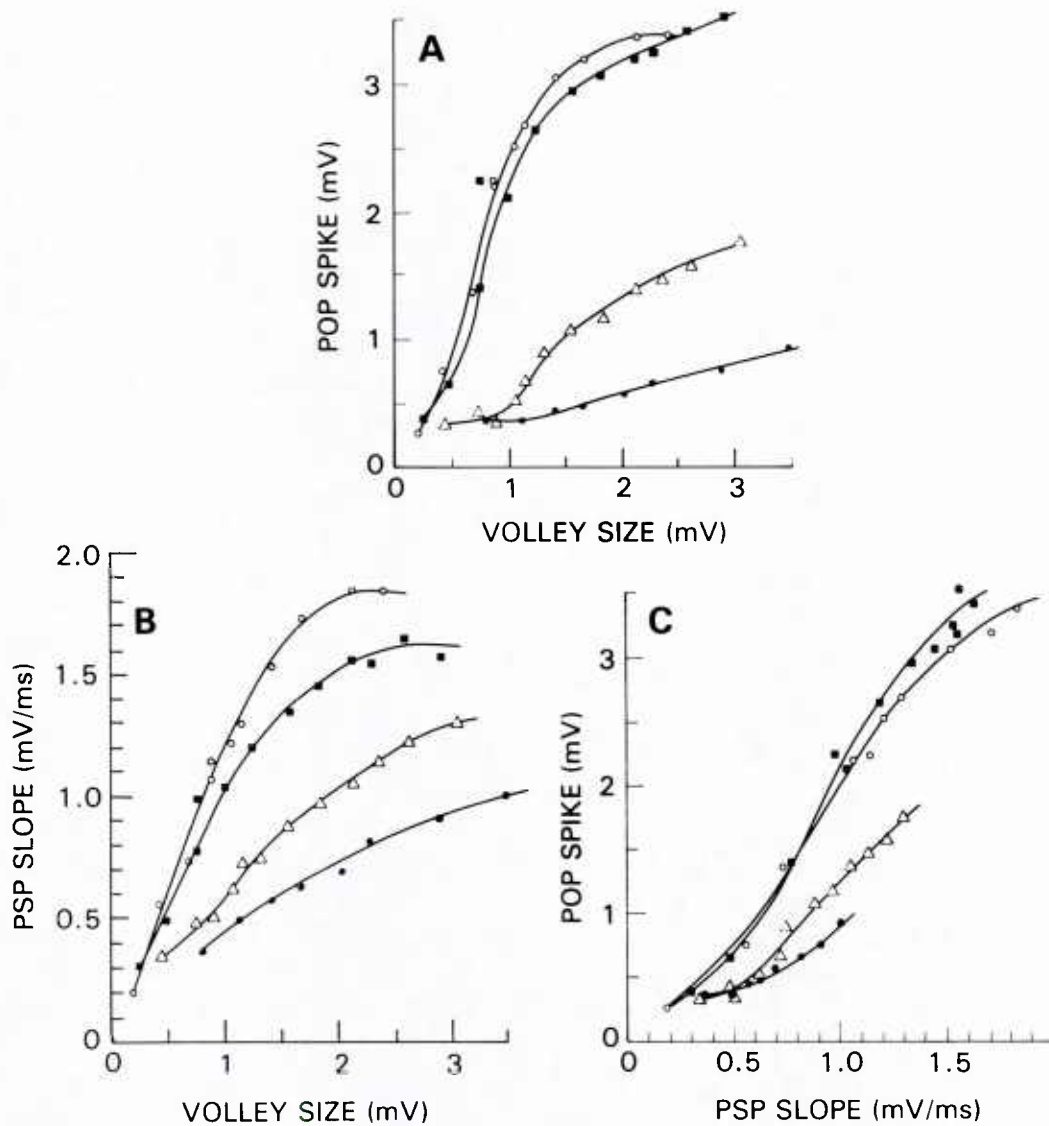 A
3
2
1
0
POP SPIKE (mV)
0 1 2 3
VOLLEY SIZE (mV)
B
2.0
1.5
1.0
0.5
0
PSP SLOPE (mV/ms)
0 1 2 3
VOLLEY SIZE (mV)
C
3
2
1
0
POP SPIKE (mV)
0 0.5 1.0 1.5
PSP SLOPE (mV/ms)